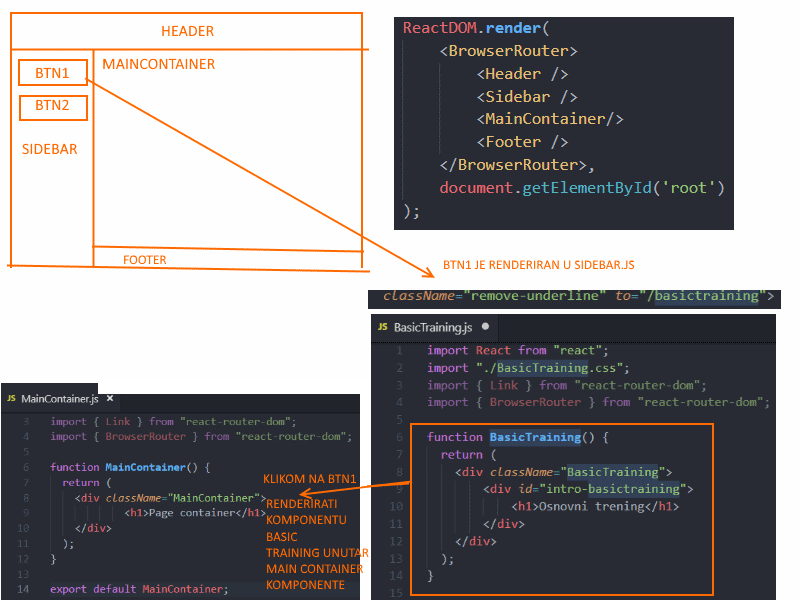 HEADER
BTN1
MAINCONTAINER
BTN2
SIDEBAR
FOOTER
ReactDOM.render(
<BrowserRouter>
<Header />
<Sidebar />
<MainContainer/>
<Footer />
</BrowserRouter>,
document.getElementById('root')
);
BTN1 JE RENDERIRAN U SIDEBAR.JS
className="remove-underline" to="/basictraining">
JS BasicTraining.js ●
1 import React from "react";
2 import "./BasicTraining.css";
3 import { Link } from "react-router-dom";
4 import { BrowserRouter } from "react-router-dom";
5
6 function BasicTraining() {
7 return (
8 <div className="BasicTraining">
9 <div id="intro-basictraining">
10 <h1>Osnovni trening</h1>
11 </div>
12 </div>
13 );
14 }
15
JS MainContainer.js ×
3 import { Link } from "react-router-dom";
4 import { BrowserRouter } from "react-router-dom";
5
6 function MainContainer() {
7 return (
8 <div className="MainContainer">
9 <h1>Page container</h1>
10 </div>
11 );
12 }
13
14 export default MainContainer;
KLIKOM NA BTN1
RENDERIRATI
KOMPONENTU
BASIC
TRAINING UNUTAR
MAIN CONTAINER
KOMPONENTE